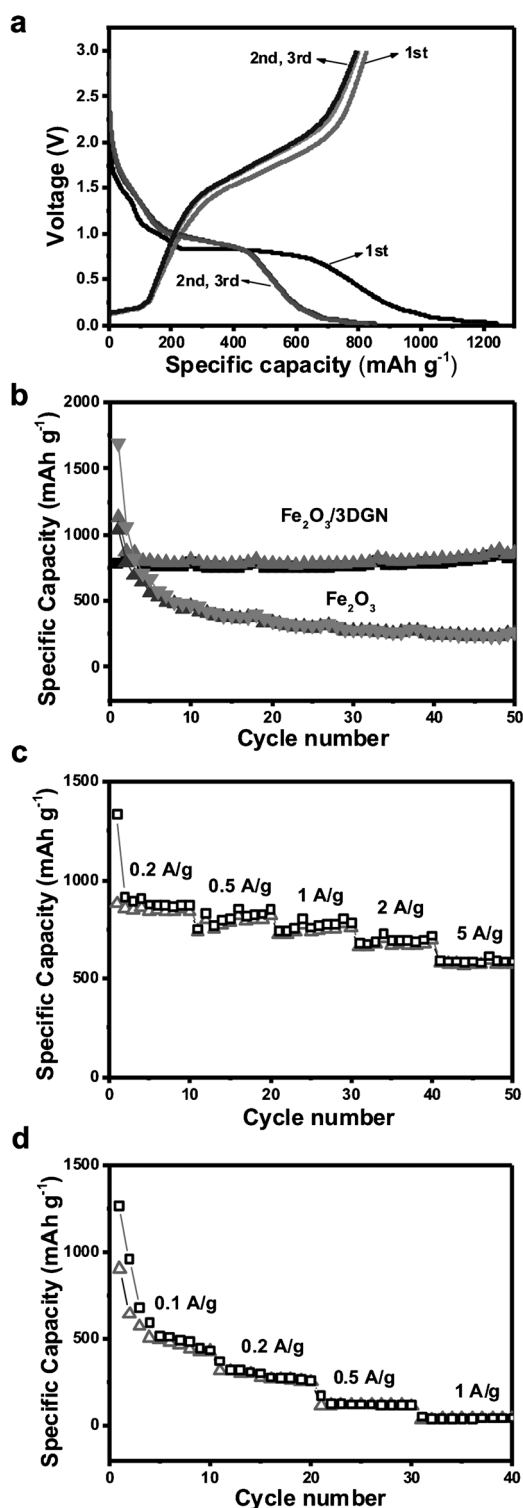 a
3.0
2.5
2.0
1.5
1.0
0.5
0.0
Voltage (V)
2nd, 3rd
1st
1st
2nd, 3rd
0 200 400 600 800 1000 1200
Specific capacity (mAh g⁻¹)
b
2000
1500
1000
500
0
Specific Capacity (mAh g⁻¹)
Fe₂O₃/3DGN
Fe₂O₃
0 10 20 30 40 50
Cycle number
c
1500
1000
500
0
Specific Capacity (mAh g⁻¹)
0.2 A/g
0.5 A/g
1 A/g
2 A/g
5 A/g
0 10 20 30 40 50
Cycle number
d
1500
1000
500
0
Specific Capacity (mAh g⁻¹)
0.1 A/g
0.2 A/g
0.5 A/g
1 A/g
0 10 20 30 40
Cycle number